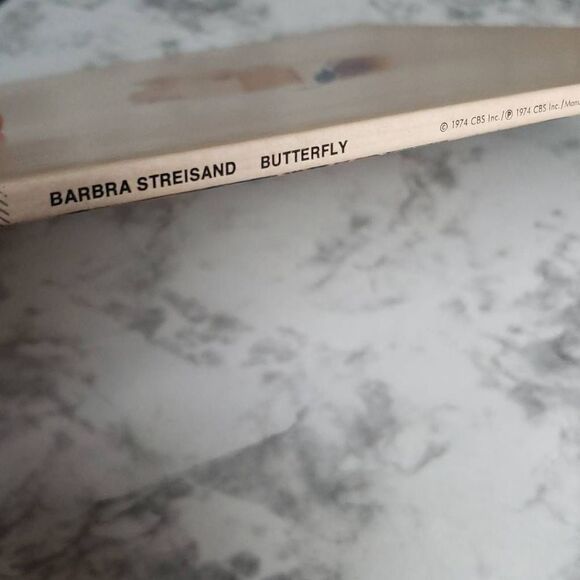 BARBRA STREISAND BUTTERFLY © 1974 CBS Inc./℗ 1974 CBS Inc./